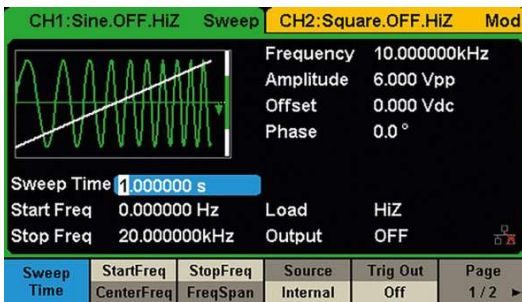 CH1:Sine.OFF.HiZ Sweep CH2:Square.OFF.HiZ Mod
Frequency 10.000000kHz
Amplitude 6.000 Vpp
Offset 0.000 Vdc
Phase 0.0 °
Sweep Time 1.000000 s
Start Freq 0.000000 Hz Load HiZ
Stop Freq 20.000000kHz Output OFF
Sweep Time StartFreq CenterFreq StopFreq FreqSpan Source Internal Trig Out Off Page 1/2 ►